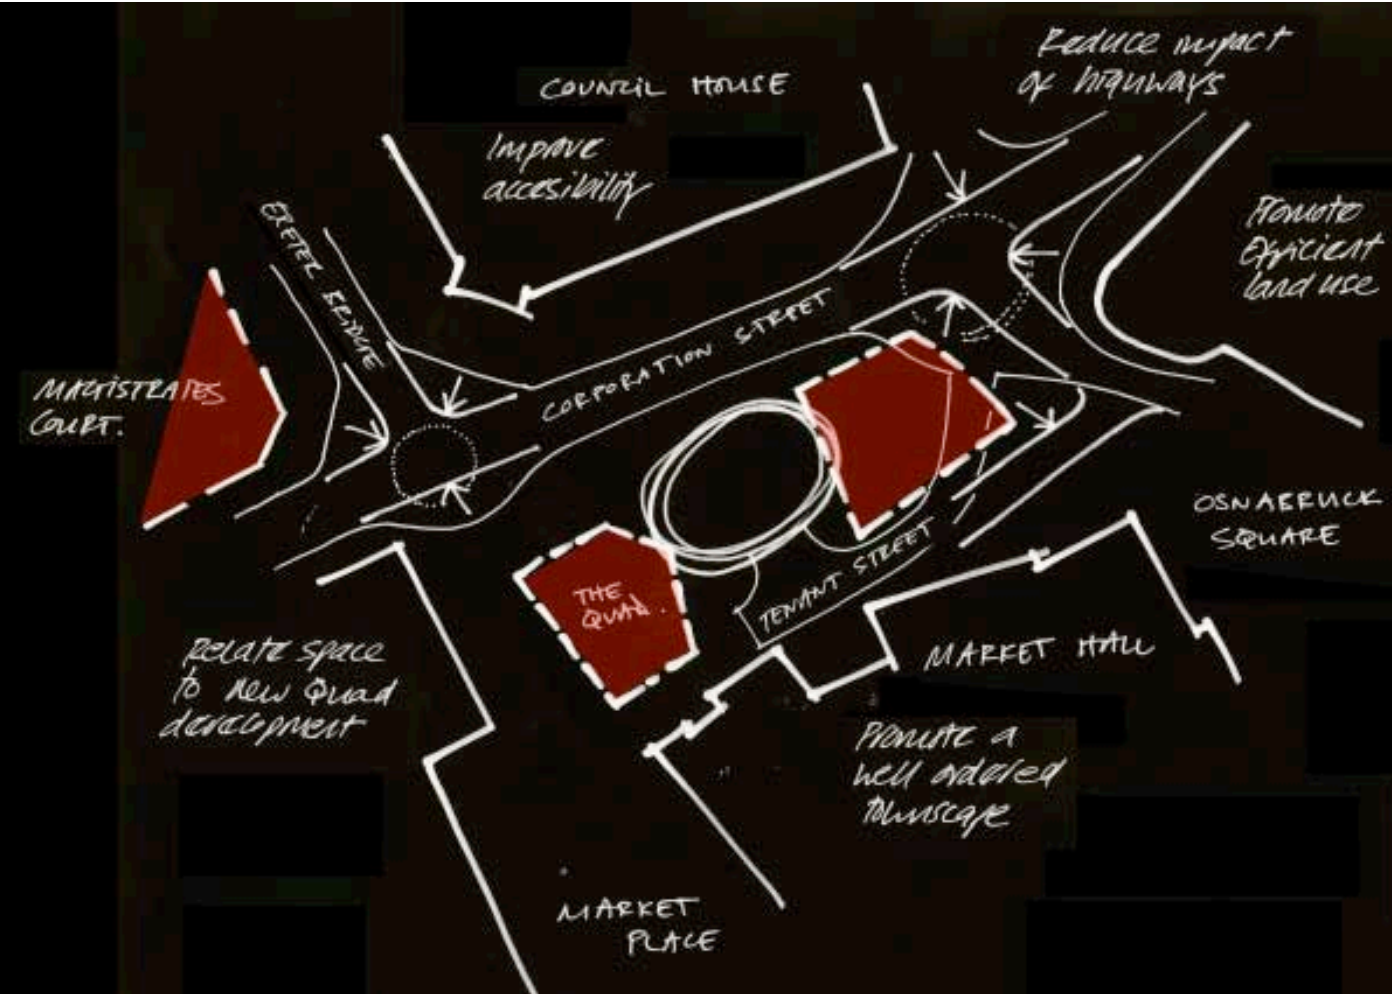 Reduce impact
of highways
COUNCIL HOUSE
Improve
accesibility
Promote
Efficient
land use
EXETER BRIDGE
CORPORATION STREET
MAGISTRATES
COURT.
OSNABRUCK
SQUARE
THE
QUAD.
TENANT STREET
MARKET HALL
Relate space
to new Quad
development
Promote a
well ordered
townscape
MARKET
PLACE